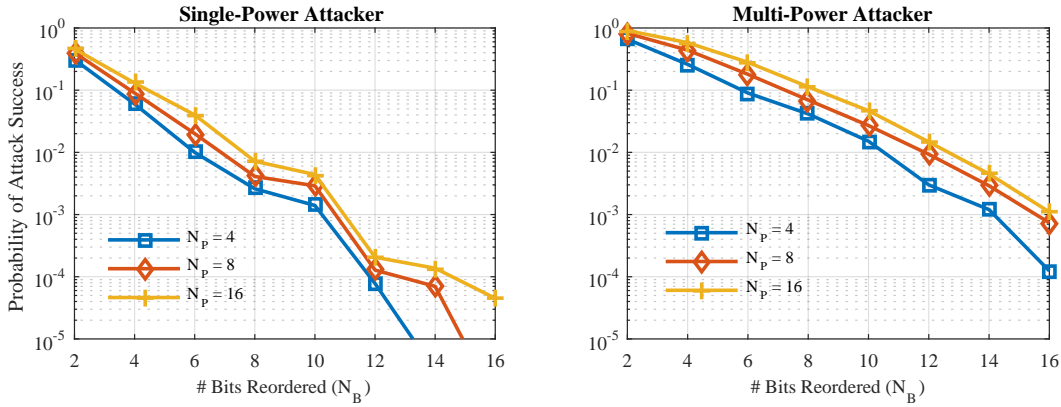 Single-Power Attacker
Probability of Attack Success
10^0
10^-1
10^-2
10^-3
10^-4
10^-5
N_P = 4
N_P = 8
N_P = 16
2 4 6 8 10 12 14 16
# Bits Reordered (N_B)
Multi-Power Attacker
10^0
10^-1
10^-2
10^-3
10^-4
10^-5
N_P = 4
N_P = 8
N_P = 16
2 4 6 8 10 12 14 16
# Bits Reordered (N_B)